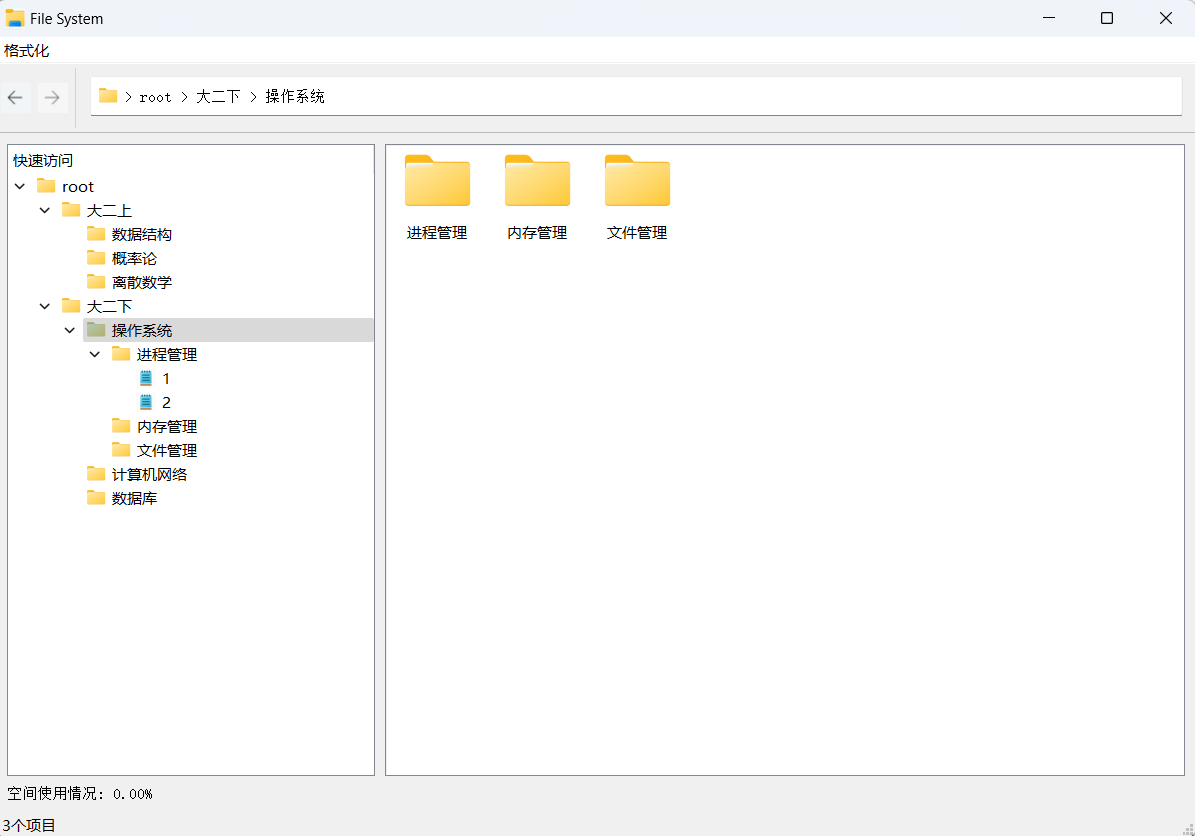 File System
格式化
root 大二下 操作系统
快速访问
root
大二上
数据结构
概率论
离散数学
大二下
操作系统
进程管理
1
2
内存管理
文件管理
计算机网络
数据库
进程管理 内存管理 文件管理
空间使用情况: 0.00%
3个项目